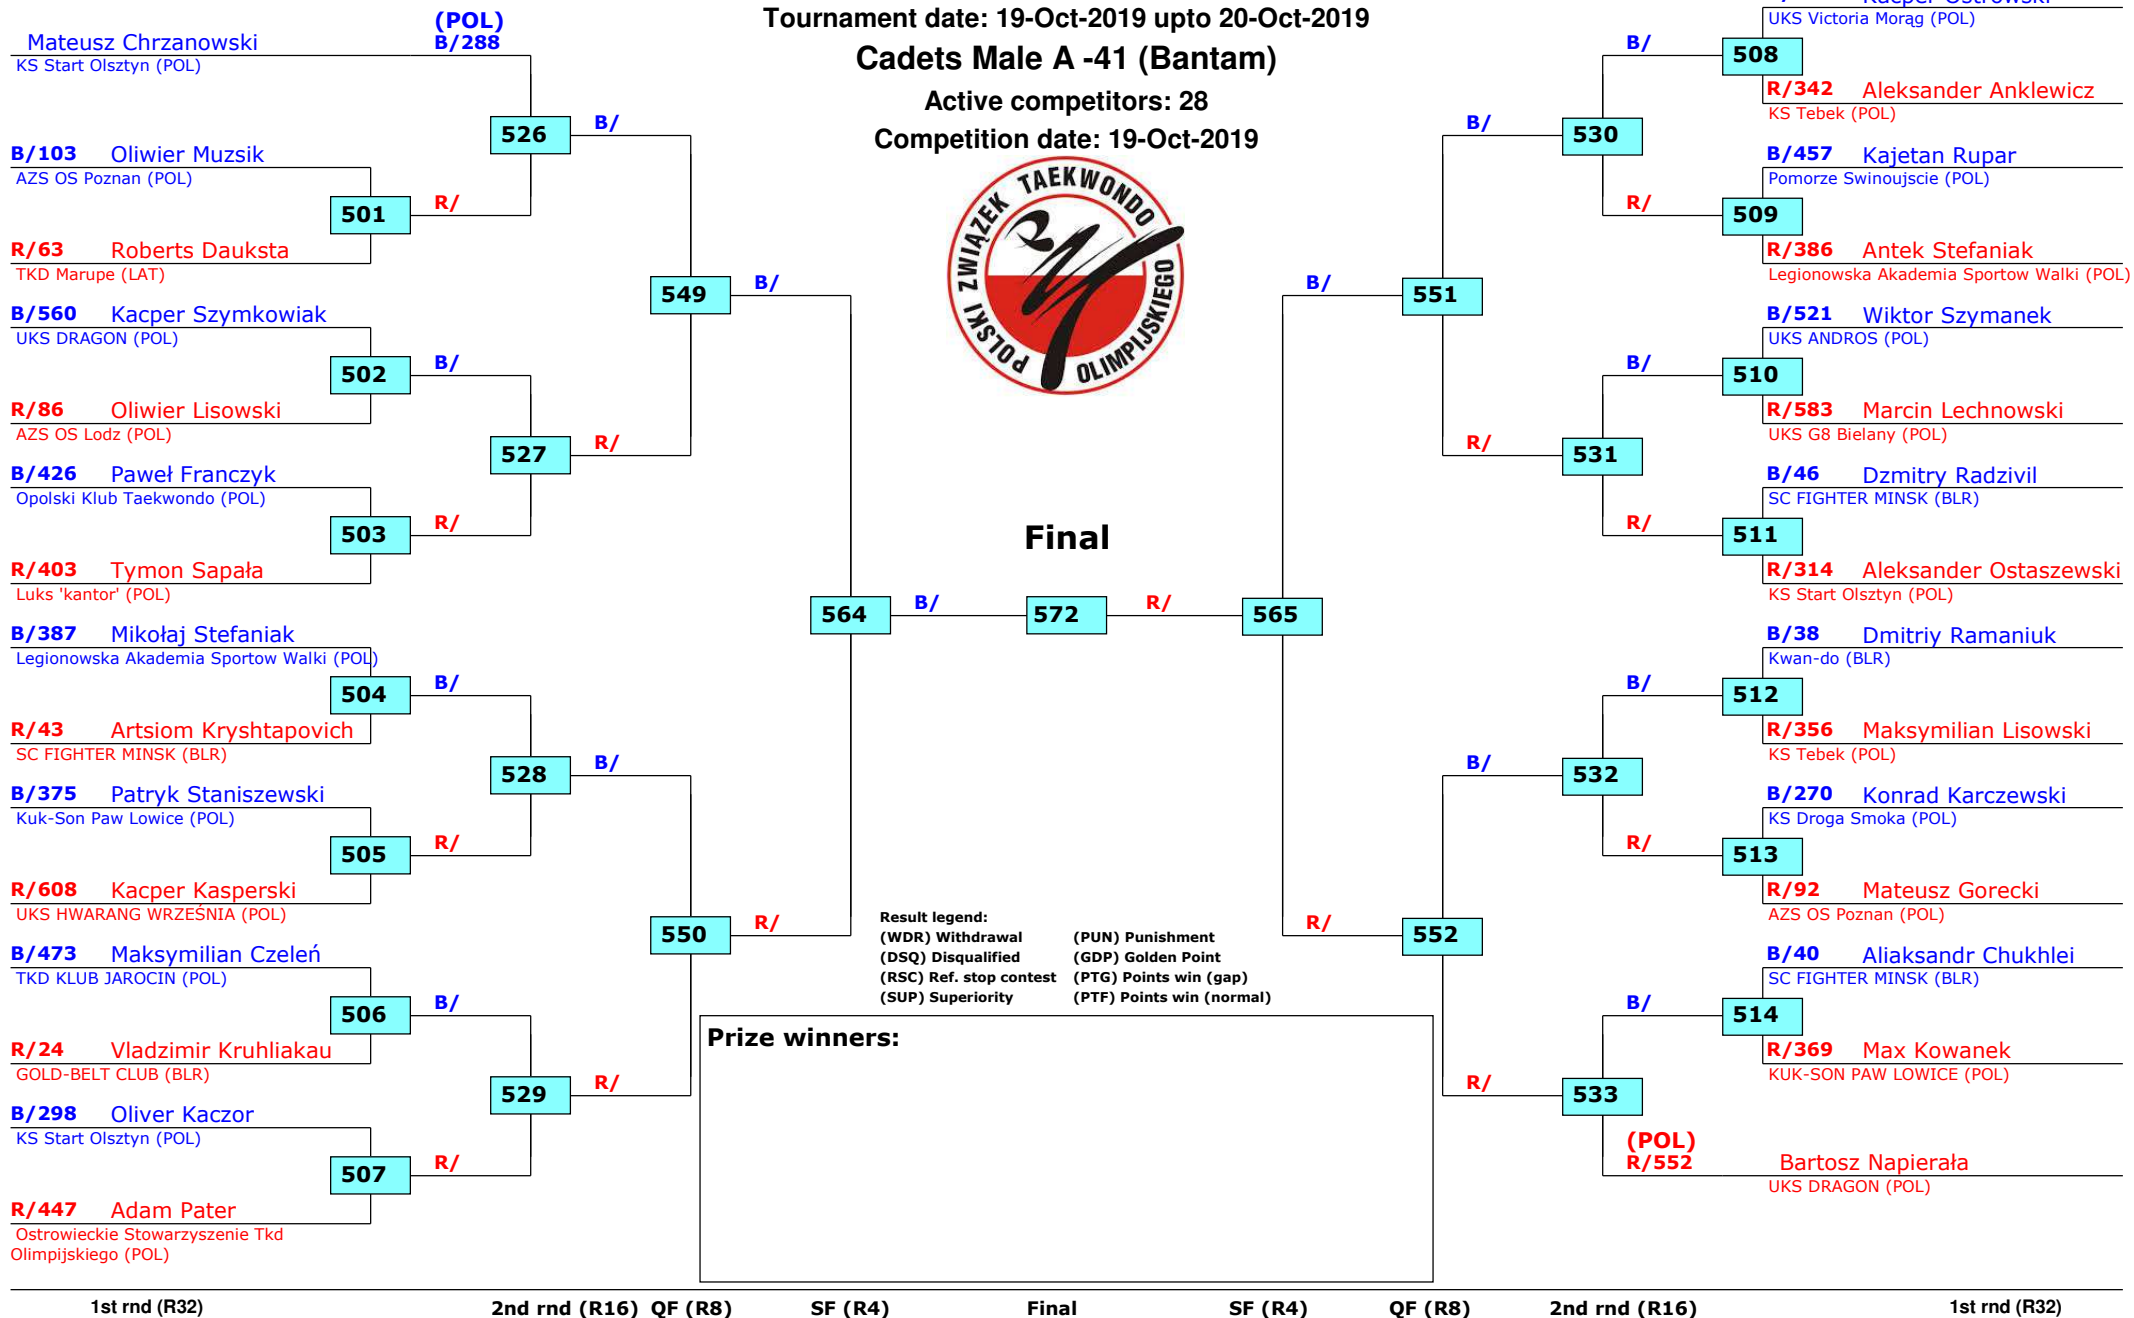 Tournament date: 19-Oct-2019 upto 20-Oct-2019
Cadets Male A -41 (Bantam)
Active competitors: 28
Competition date: 19-Oct-2019
POLSKI ZWIĄZEK TAEKWONDO OLIMPIJSKIEGO
(POL)
Mateusz Chrzanowski B/288
KS Start Olsztyn (POL)
526
B/
B/103 Oliwier Muzsik
AZS OS Poznan (POL)
501
R/
R/63 Roberts Dauksta
TKD Marupe (LAT)
549
B/
B/560 Kacper Szymkowiak
UKS DRAGON (POL)
502
B/
R/86 Oliwier Lisowski
AZS OS Lodz (POL)
527
R/
B/426 Paweł Franczyk
Opolski Klub Taekwondo (POL)
503
R/
R/403 Tymon Sapała
Luks 'kantor' (POL)
564
B/
B/387 Mikołaj Stefaniak
Legionowska Akademia Sportow Walki (POL)
504
B/
R/43 Artsiom Kryshtapovich
SC FIGHTER MINSK (BLR)
528
B/
B/375 Patryk Staniszewski
Kuk-Son Paw Lowice (POL)
505
R/
R/608 Kacper Kasperski
UKS HWARANG WRZEŚNIA (POL)
550
R/
B/473 Maksymilian Czeleń
TKD KLUB JAROCIN (POL)
506
B/
R/24 Vladzimir Kruhliakau
GOLD-BELT CLUB (BLR)
529
R/
B/298 Oliver Kaczor
KS Start Olsztyn (POL)
507
R/
R/447 Adam Pater
Ostrowieckie Stowarzyszenie Tkd
Olimpijskiego (POL)
Final
572
Kacper Ostrowski
UKS Victoria Morąg (POL)
B/
508
R/342 Aleksander Anklewicz
KS Tebek (POL)
B/
530
B/457 Kajetan Rupar
Pomorze Swinoujscie (POL)
R/
509
R/386 Antek Stefaniak
Legionowska Akademia Sportow Walki (POL)
B/
551
B/521 Wiktor Szymanek
UKS ANDROS (POL)
B/
510
R/583 Marcin Lechnowski
UKS G8 Bielany (POL)
R/
531
B/46 Dzmitry Radzivil
SC FIGHTER MINSK (BLR)
R/
511
R/314 Aleksander Ostaszewski
KS Start Olsztyn (POL)
R/
565
B/38 Dmitriy Ramaniuk
Kwan-do (BLR)
B/
512
R/356 Maksymilian Lisowski
KS Tebek (POL)
B/
532
B/270 Konrad Karczewski
KS Droga Smoka (POL)
R/
513
R/92 Mateusz Gorecki
AZS OS Poznan (POL)
R/
552
B/40 Aliaksandr Chukhlei
SC FIGHTER MINSK (BLR)
B/
514
R/369 Max Kowanek
KUK-SON PAW LOWICE (POL)
R/
533
(POL)
R/552 Bartosz Napierała
UKS DRAGON (POL)
Result legend:
(WDR) Withdrawal (PUN) Punishment
(DSQ) Disqualified (GDP) Golden Point
(RSC) Ref. stop contest (PTG) Points win (gap)
(SUP) Superiority (PTF) Points win (normal)
Prize winners:
1st rnd (R32) 2nd rnd (R16) QF (R8) SF (R4) Final SF (R4) QF (R8) 2nd rnd (R16) 1st rnd (R32)